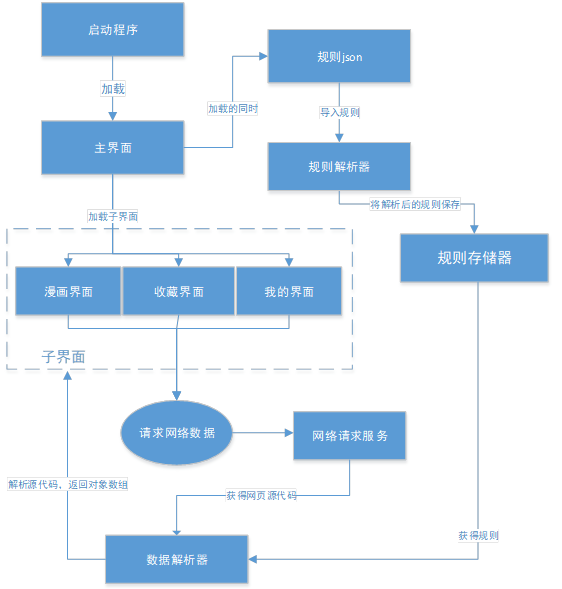 启动程序
规则json
加载
加载的同时
导入规则
主界面
规则解析器
将解析后的规则保存
加载子界面
规则存储器
漫画界面
收藏界面
我的界面
子界面
请求网络数据
网络请求服务
解析源代码，返回对象数组
获得网页源代码
获得规则
数据解析器